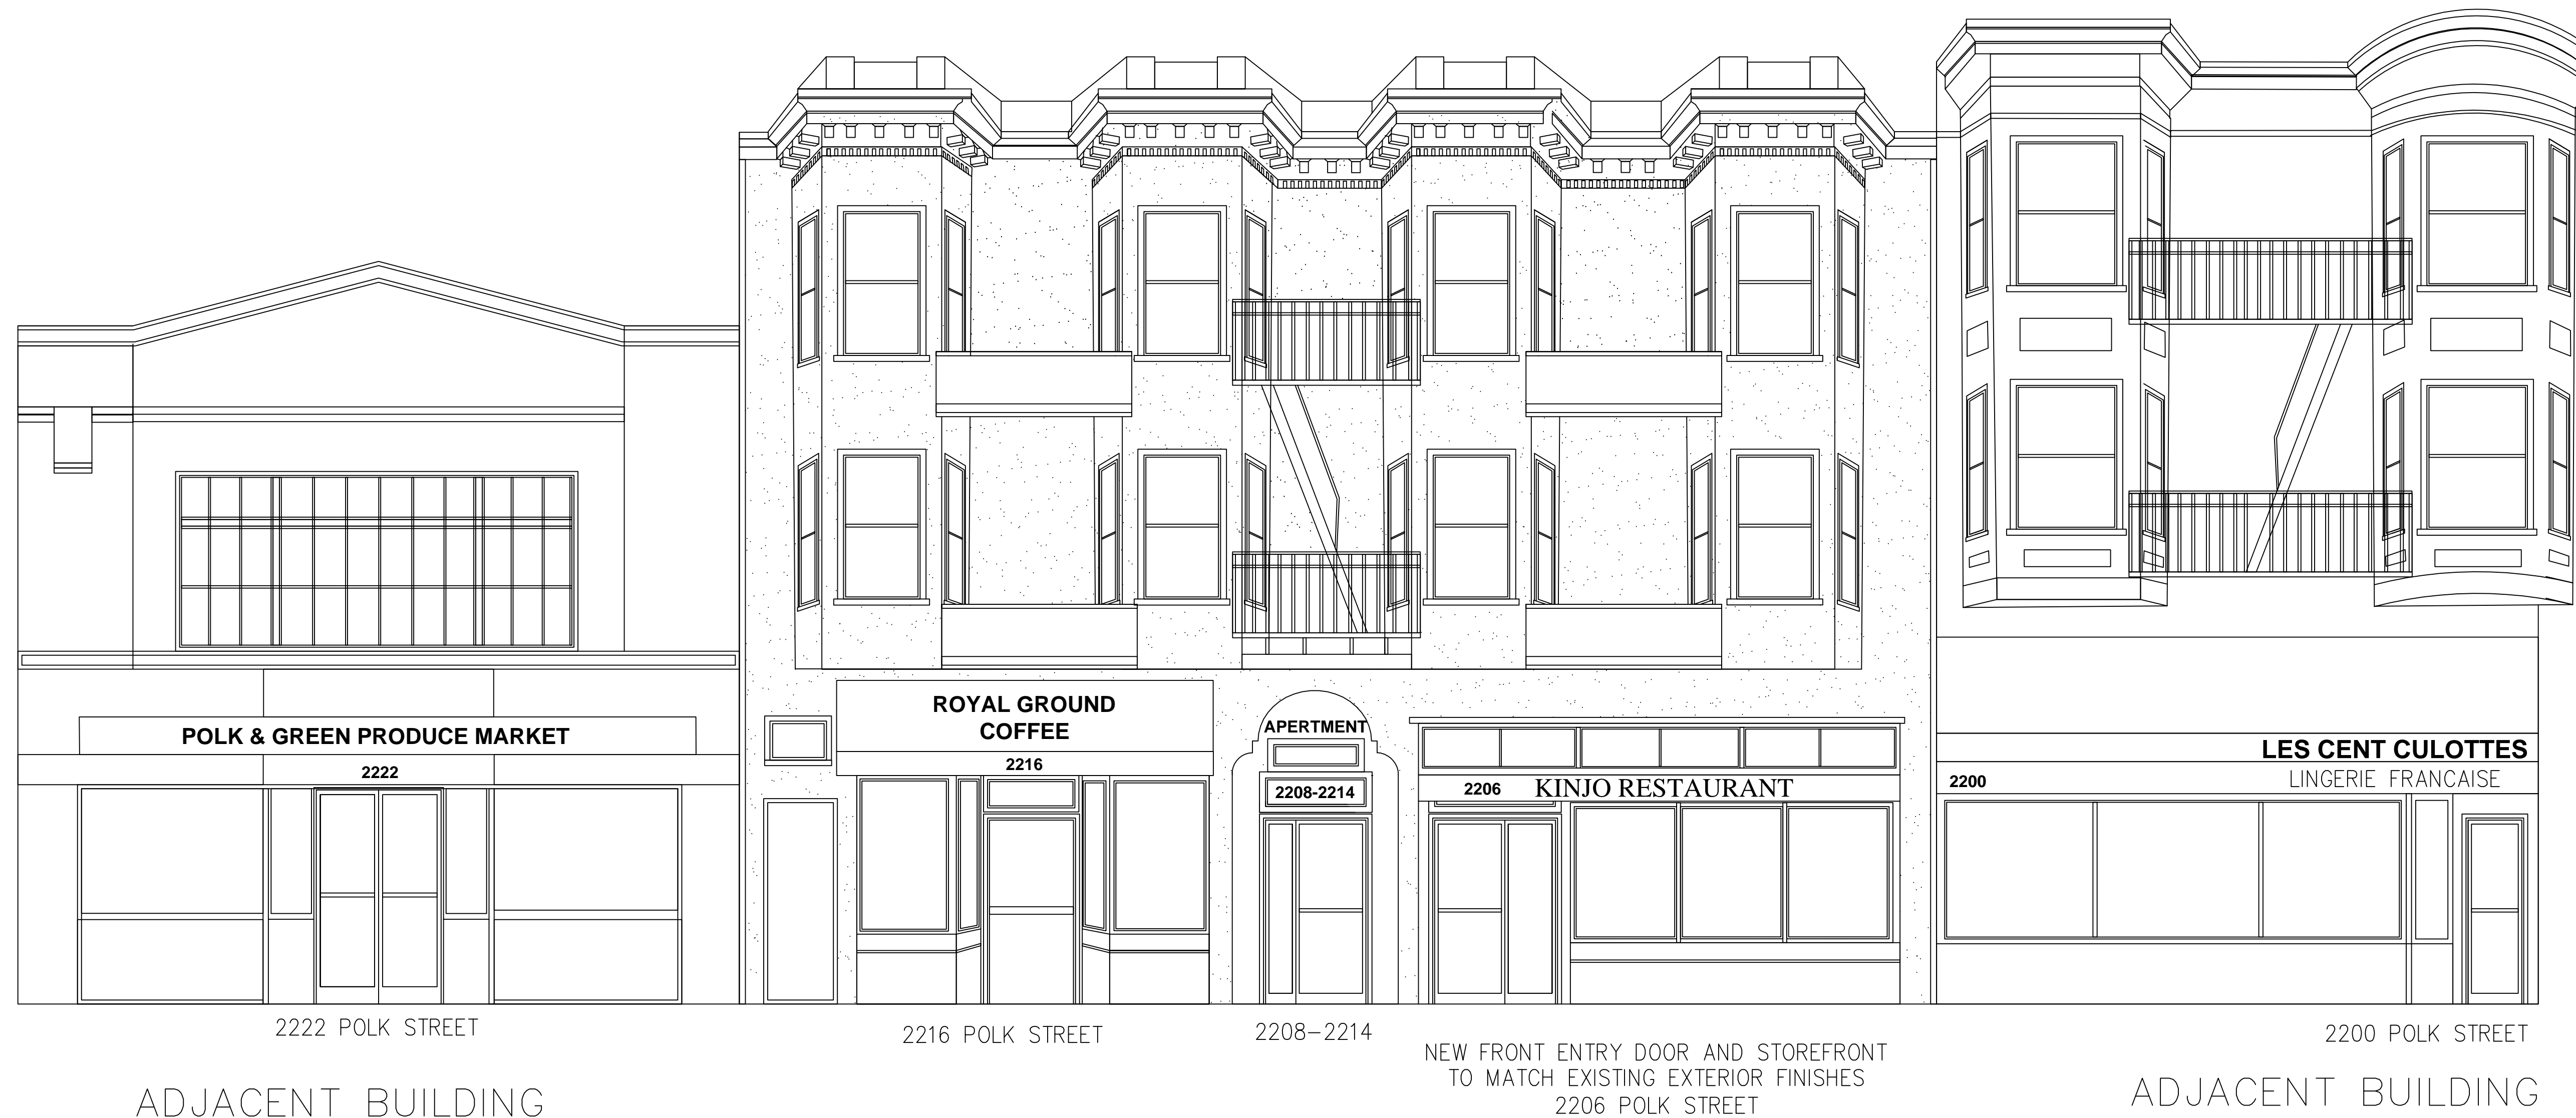 POLK & GREEN PRODUCE MARKET
2222
ROYAL GROUND
COFFEE
2216
APERTMENT
2208-2214
2206 KINJO RESTAURANT
LES CENT CULOTTES
2200 LINGERIE FRANCAISE
2222 POLK STREET
2216 POLK STREET
2208-2214
NEW FRONT ENTRY DOOR AND STOREFRONT
TO MATCH EXISTING EXTERIOR FINISHES
2206 POLK STREET
2200 POLK STREET
ADJACENT BUILDING
ADJACENT BUILDING